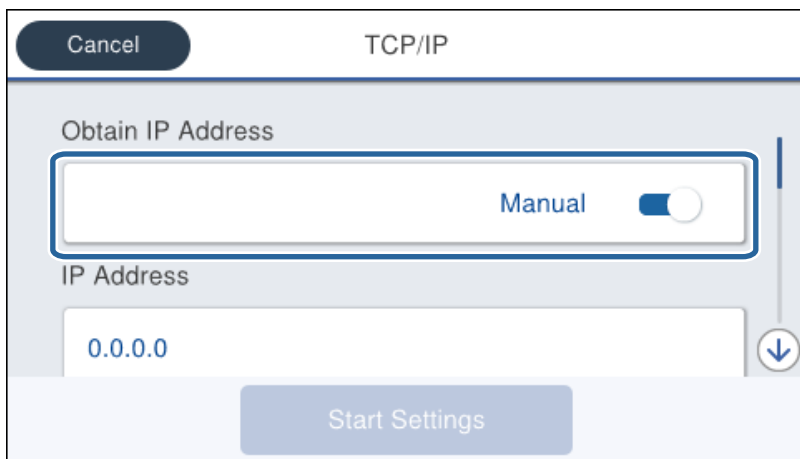 Cancel TCP/IP
Obtain IP Address
Manual
IP Address
0.0.0.0
Start Settings